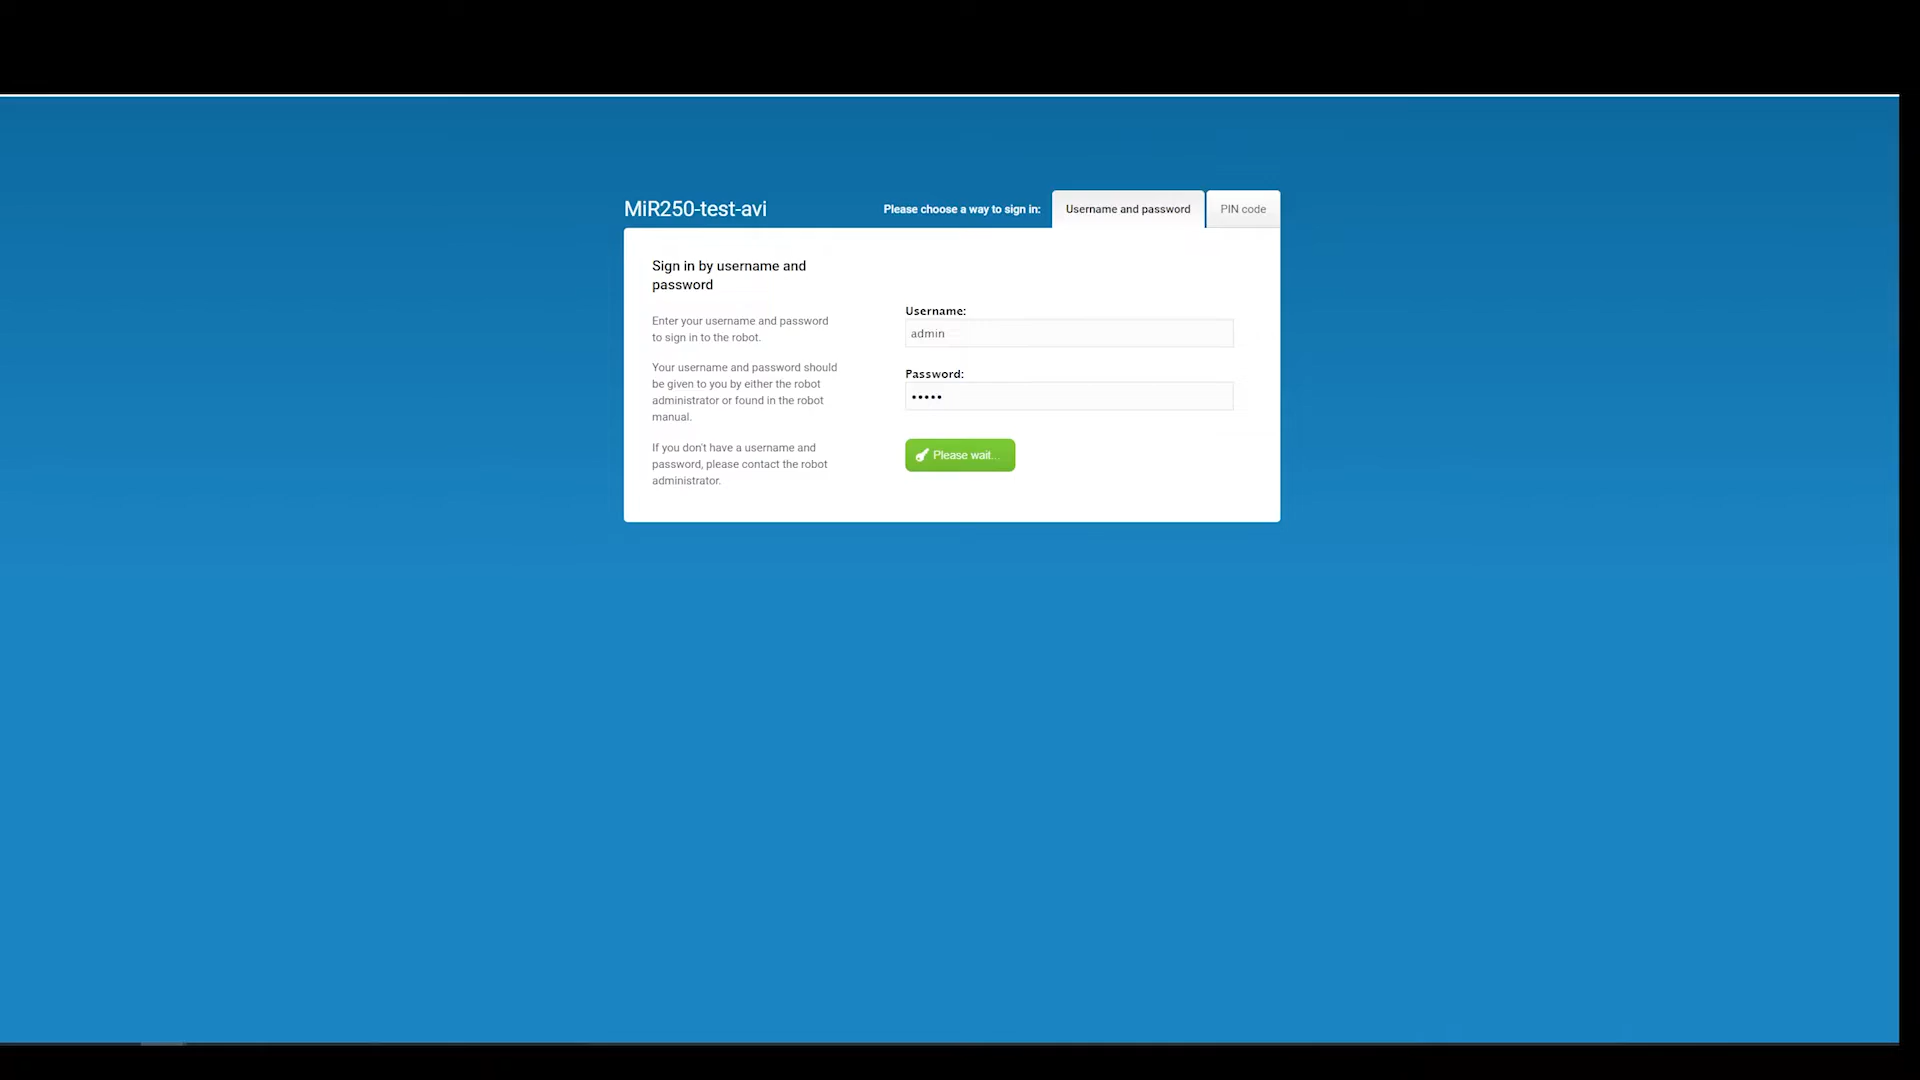 MiR250-test-avi
Please choose a way to sign in:
Username and password
PIN code
Sign in by username and
password
Enter your username and password
to sign in to the robot.
Your username and password should
be given to you by either the robot
administrator or found in the robot
manual.
If you don't have a username and
password, please contact the robot
administrator.
Username:
admin
Password:
•••••
Please wait...